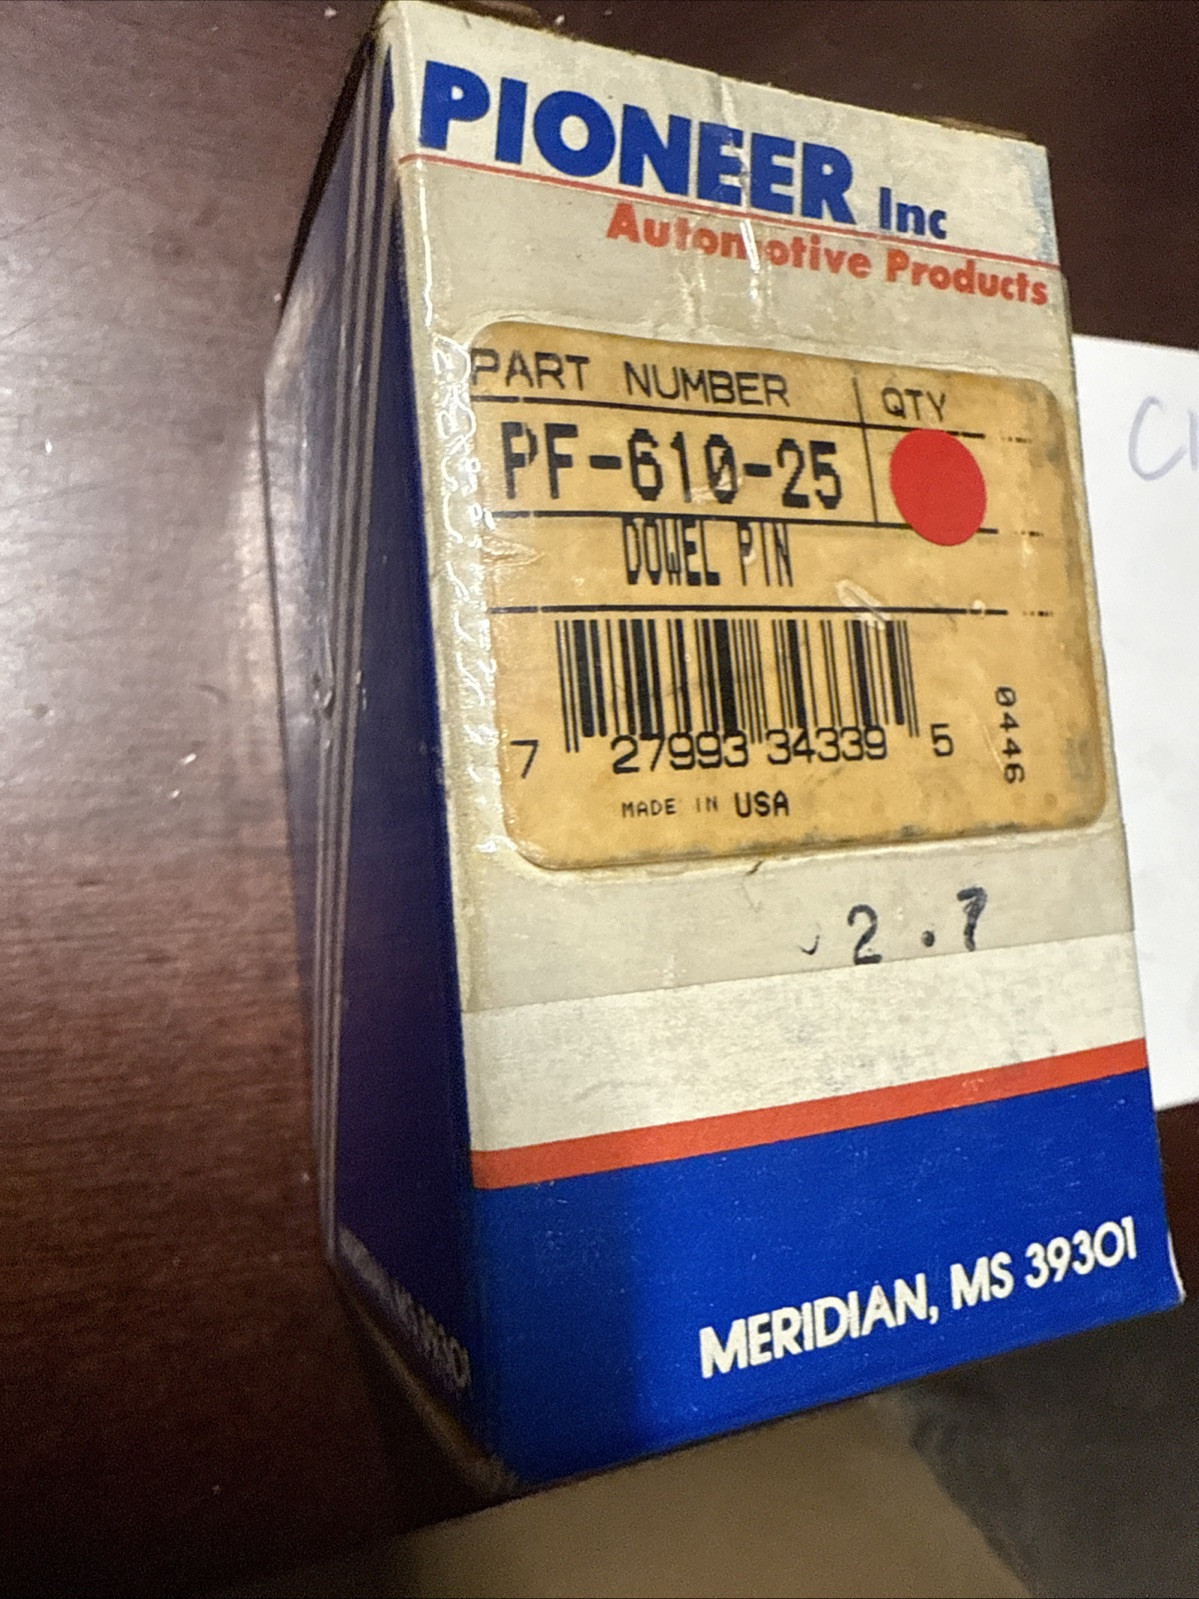 PIONEER Inc
Automotive Products
PART NUMBER QTY
PF-610-25
DOWEL PIN
7 27993 34339 5
0446
MADE IN USA
2.7
MERIDIAN, MS 39301